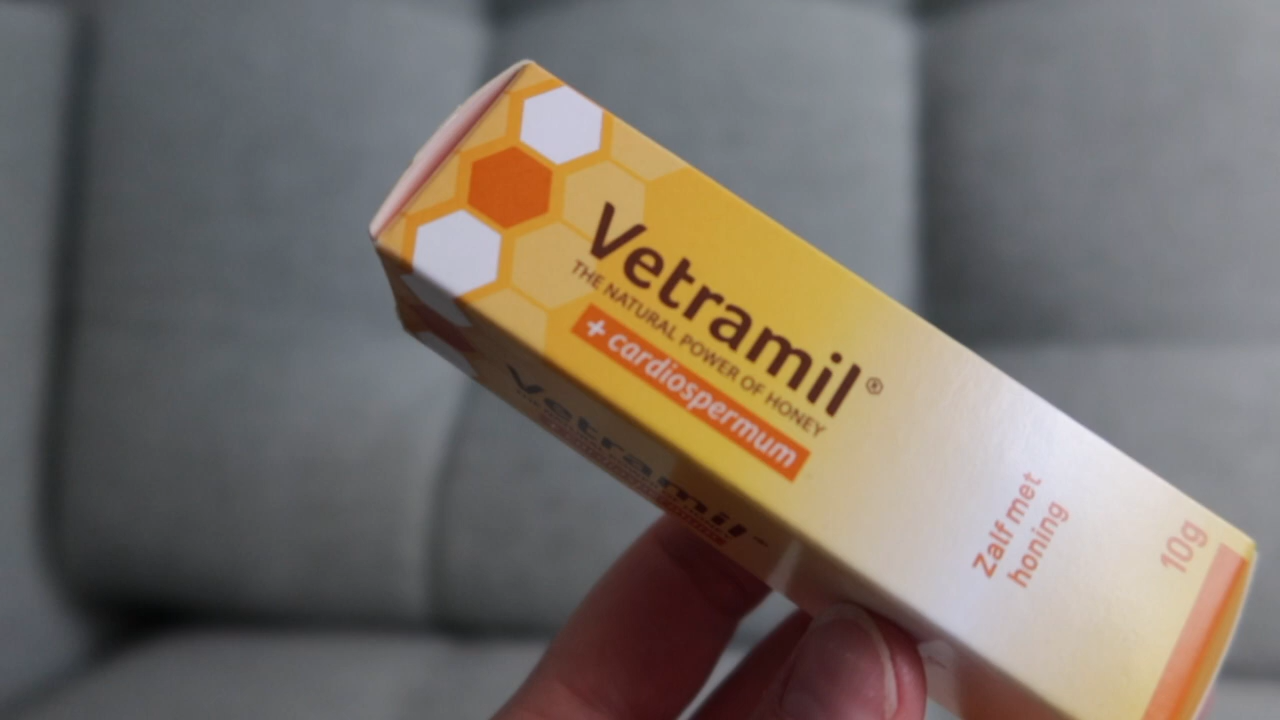 Vetramil®
THE NATURAL POWER OF HONEY
+ cardiospermum
Zalf met
honing
10g
Vetramil